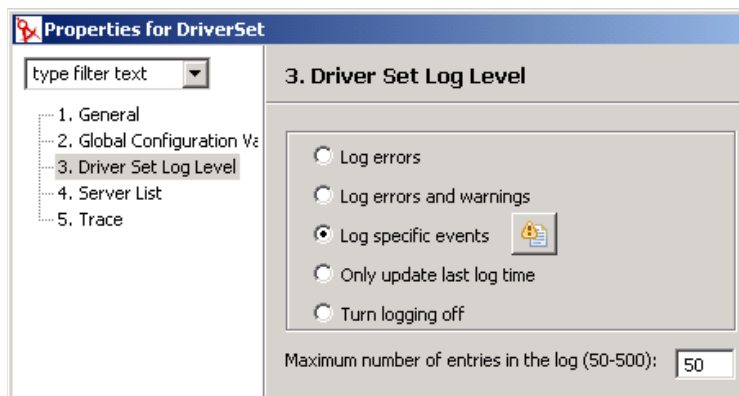 Properties for DriverSet
type filter text
1. General
2. Global Configuration Va
3. Driver Set Log Level
4. Server List
5. Trace
3. Driver Set Log Level
Log errors
Log errors and warnings
Log specific events
Only update last log time
Turn logging off
Maximum number of entries in the log (50-500): 50